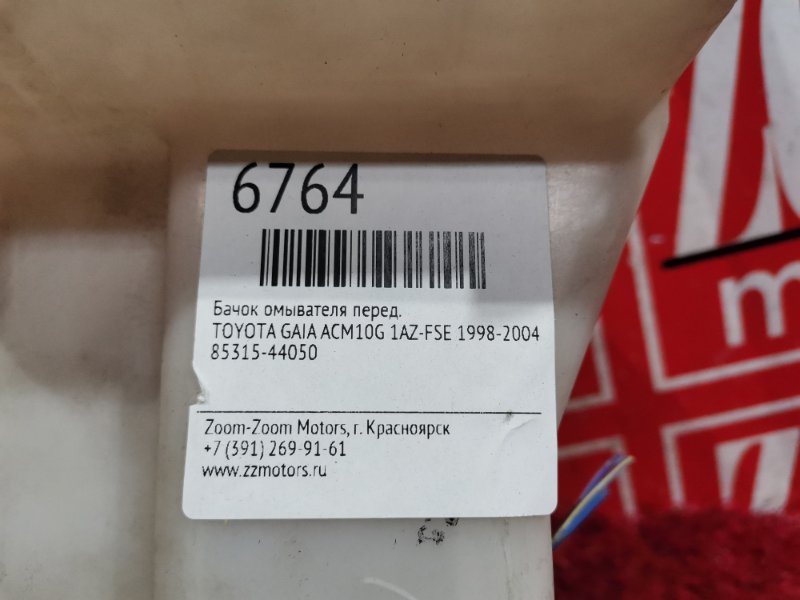 6764
Бачок омывателя перед.
TOYOTA GAIA ACM10G 1AZ-FSE 1998-2004
85315-44050
Zoom-Zoom Motors, г. Красноярск
+7 (391) 269-91-61
www.zzmotors.ru